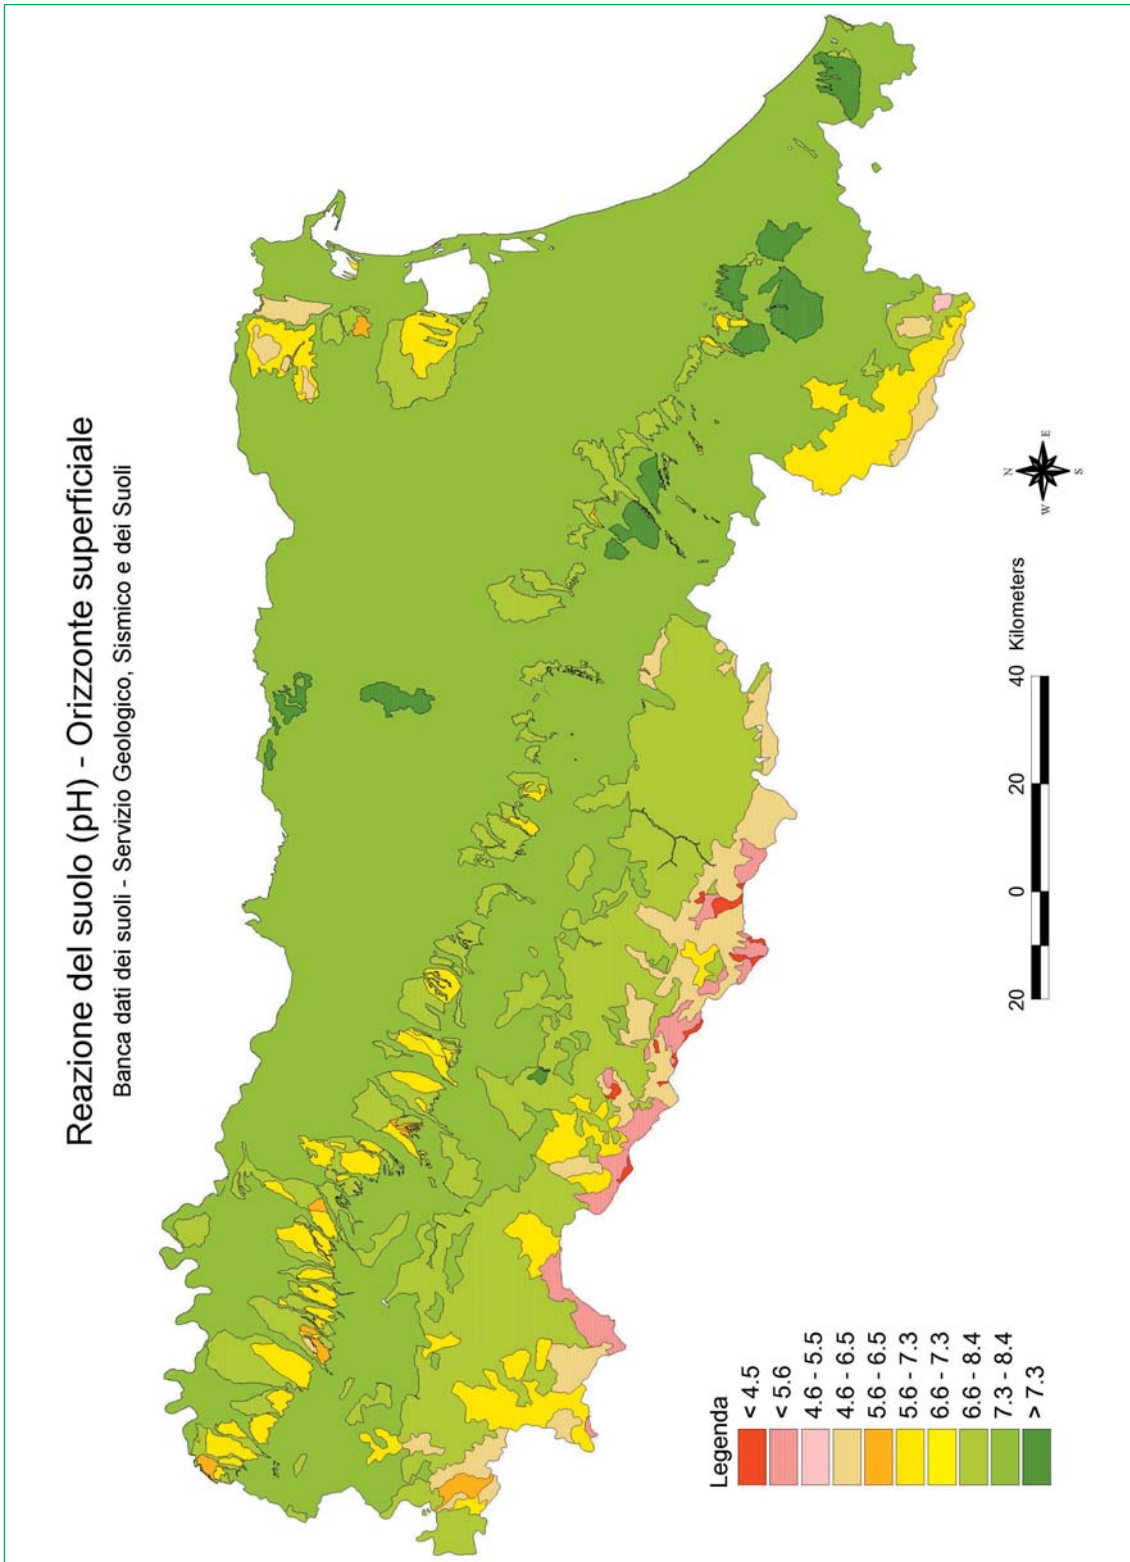 Reazione del suolo (pH) - Orizzonte superficiale
Banca dati dei suoli - Servizio Geologico, Sismico e dei Suoli
N
W
E
S
20
0
20
40
Kilometers
Legenda
< 4.5
< 5.6
4.6 - 5.5
4.6 - 6.5
5.6 - 6.5
5.6 - 7.3
6.6 - 7.3
6.6 - 8.4
7.3 - 8.4
> 7.3